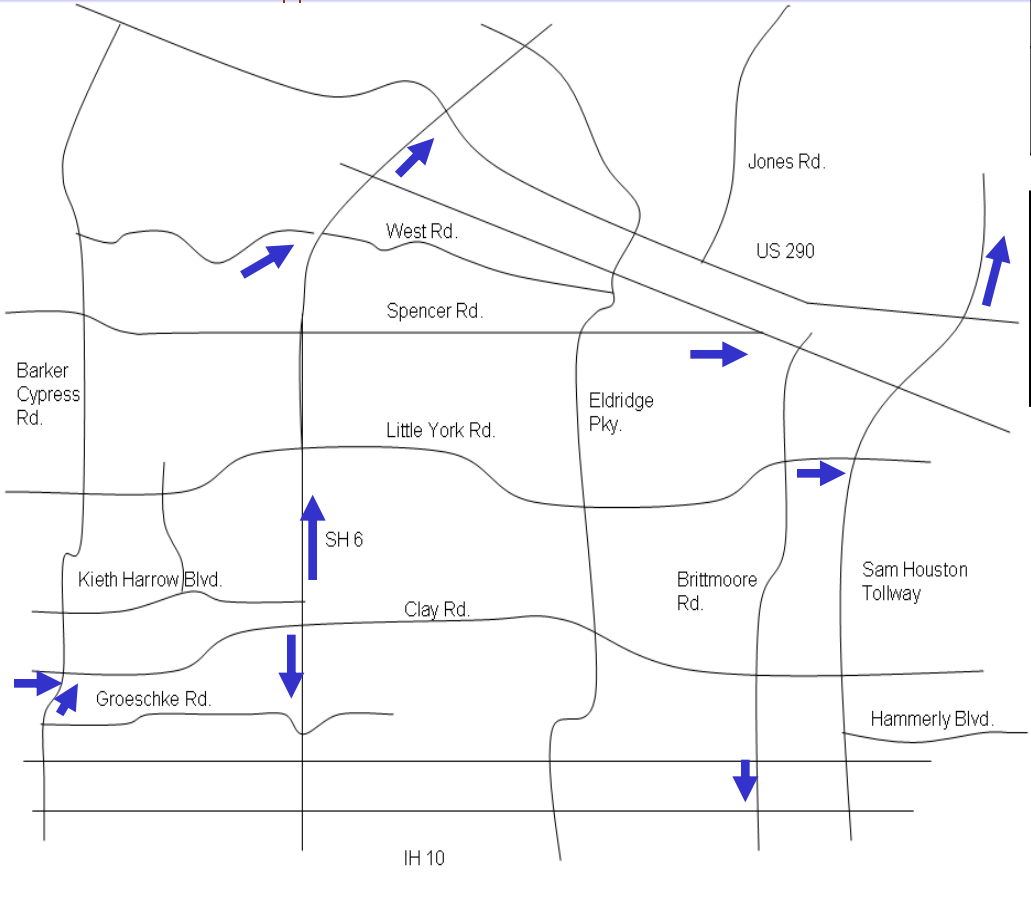 Jones Rd.
West Rd.
US 290
Spencer Rd.
Barker
Cypress
Rd.
Eldridge
Pky.
Little York Rd.
SH 6
Kieth Harrow Blvd.
Brittmoore
Rd.
Sam Houston
Tollway
Clay Rd.
Groeschke Rd.
Hammerly Blvd.
IH 10